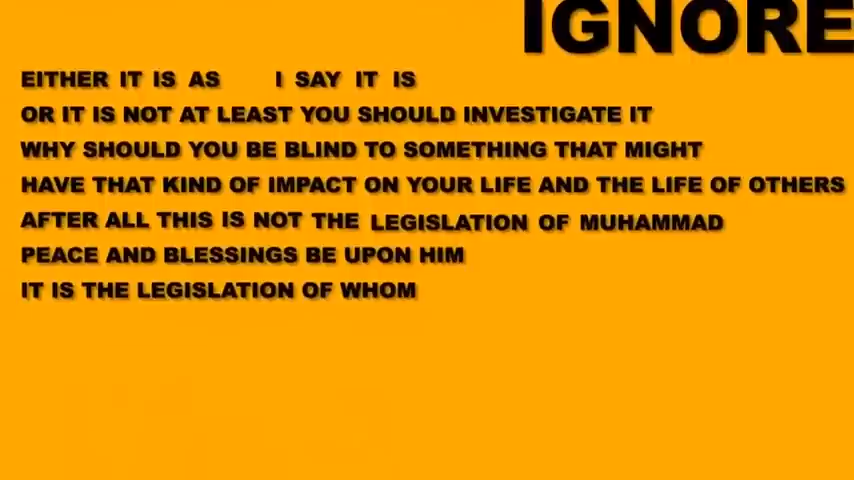 IGNORE
EITHER IT IS AS I SAY IT IS
OR IT IS NOT AT LEAST YOU SHOULD INVESTIGATE IT
WHY SHOULD YOU BE BLIND TO SOMETHING THAT MIGHT
HAVE THAT KIND OF IMPACT ON YOUR LIFE AND THE LIFE OF OTHERS
AFTER ALL THIS IS NOT THE LEGISLATION OF MUHAMMAD
PEACE AND BLESSINGS BE UPON HIM
IT IS THE LEGISLATION OF WHOM